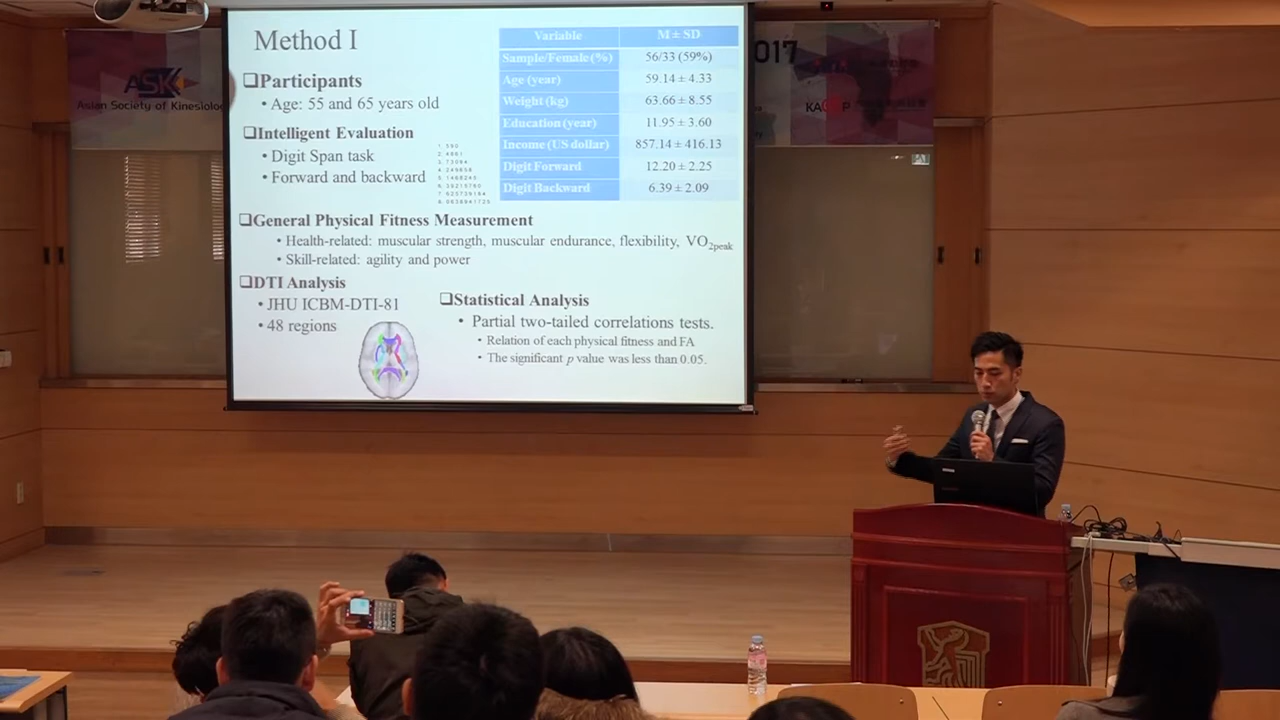 Method I
❑Participants
• Age: 55 and 65 years old
❑Intelligent Evaluation
• Digit Span task
• Forward and backward
❑General Physical Fitness Measurement
• Health-related: muscular strength, muscular endurance, flexibility, VO2peak
• Skill-related: agility and power
❑DTI Analysis
• JHU ICBM-DTI-81
• 48 regions
❑Statistical Analysis
• Partial two-tailed correlations tests.
• Relation of each physical fitness and FA
• The significant p value was less than 0.05.
Variable M ± SD
Sample/Female (%) 56/33 (59%)
Age (year) 59.14 ± 4.33
Weight (kg) 63.66 ± 8.55
Education (year) 11.95 ± 3.60
Income (US dollar) 857.14 ± 416.13
Digit Forward 12.20 ± 2.25
Digit Backward 6.39 ± 2.09
ASK
Asian Society of Kinesiolo
017